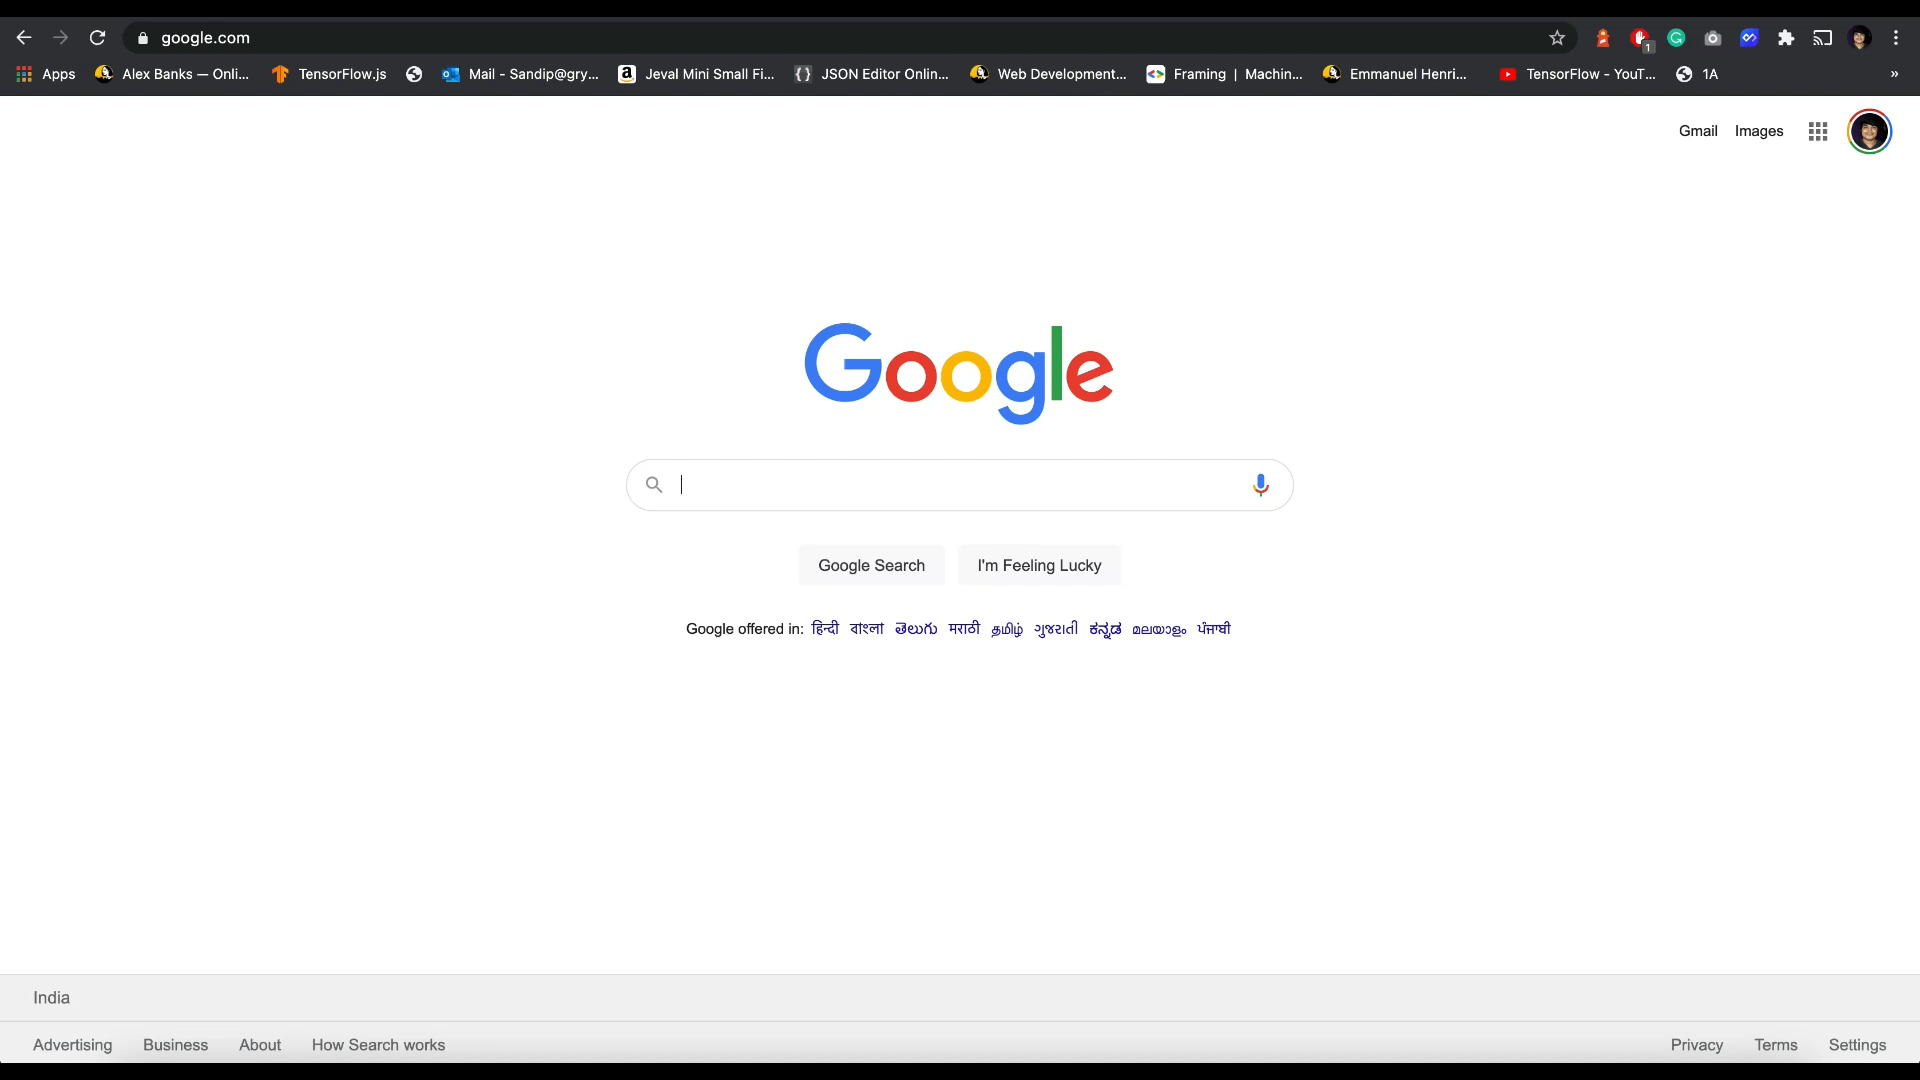 google.com
1
Apps Alex Banks — Onli... TensorFlow.js Mail - Sandip@gry... Jeval Mini Small Fi... JSON Editor Onlin... Web Development... Framing | Machin... Emmanuel Henri... TensorFlow - YouT... 1A »
Gmail Images
Google
Google Search I'm Feeling Lucky
Google offered in: हिन्दी বাংলা తెలుగు मराठी தமிழ் ગુજરાતી ಕನ್ನಡ മലയാളം ਪੰਜਾਬੀ
India
Advertising Business About How Search works Privacy Terms Settings